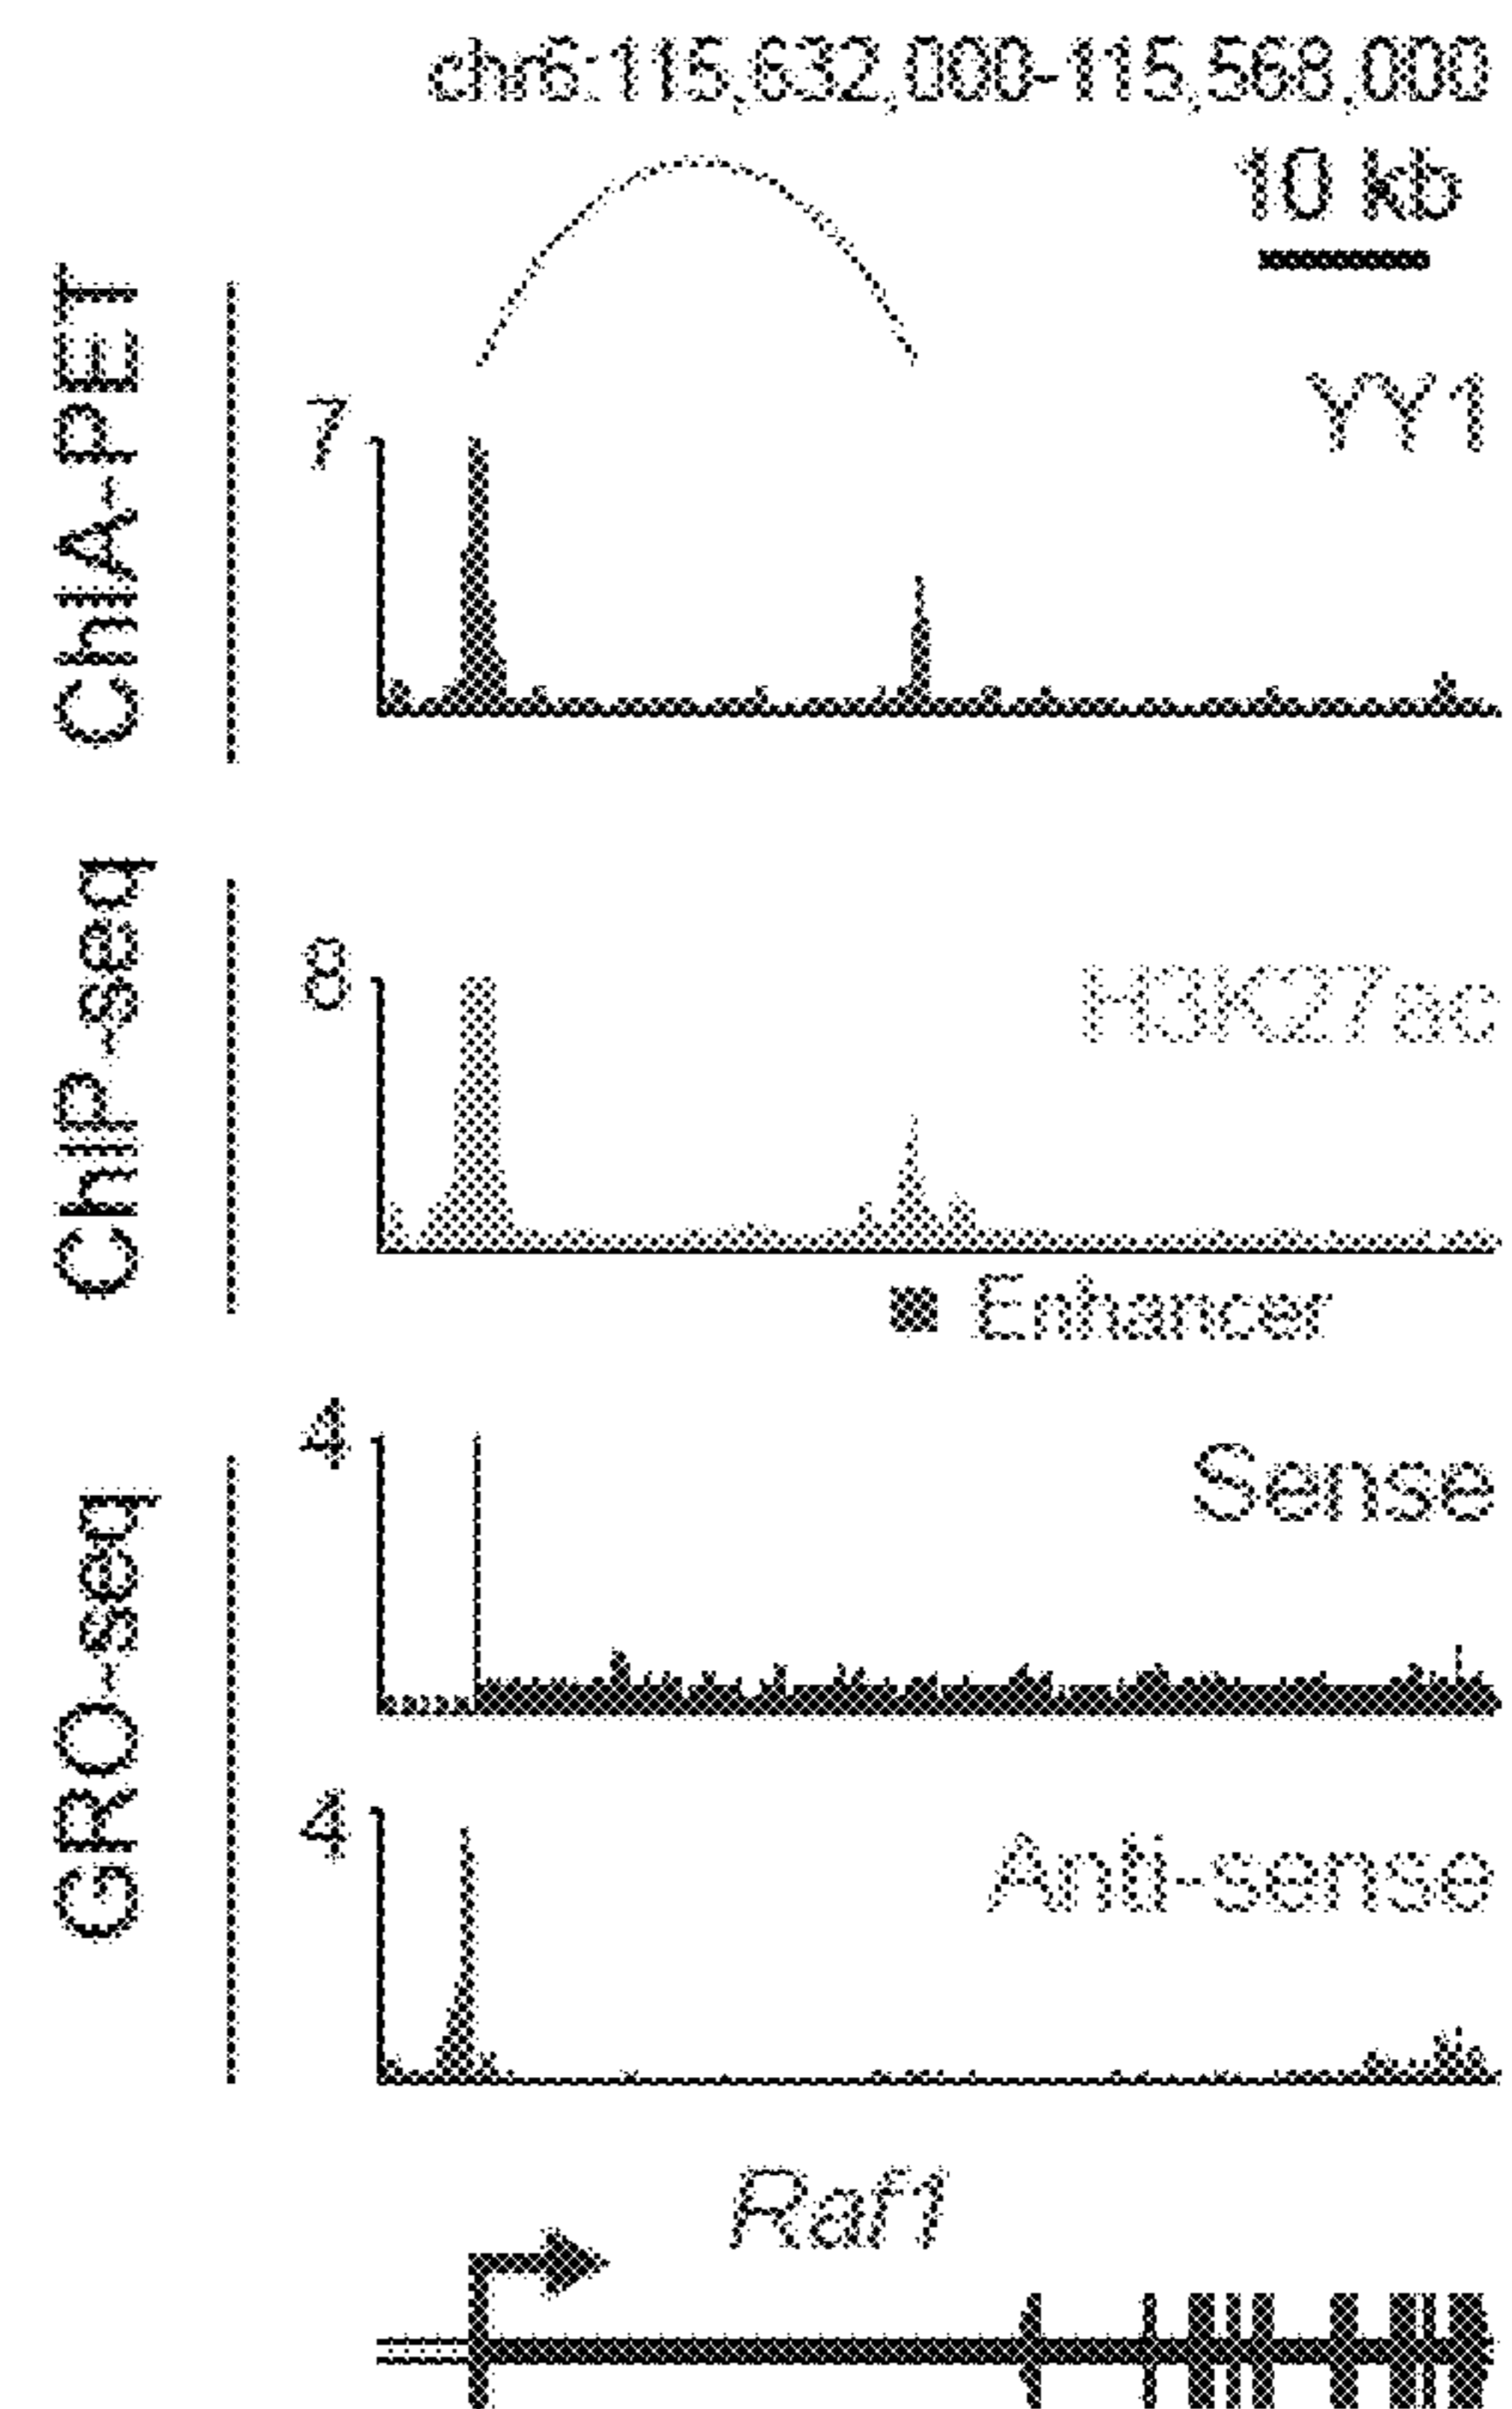 chr6:115,632,000-115,568,000
10 kb
ChIA-PET
7
YY1
ChIP-seq
8
H3K27ac
Enhancer
GRO-seq
4
Sense
4
Anti-sense
Raf1